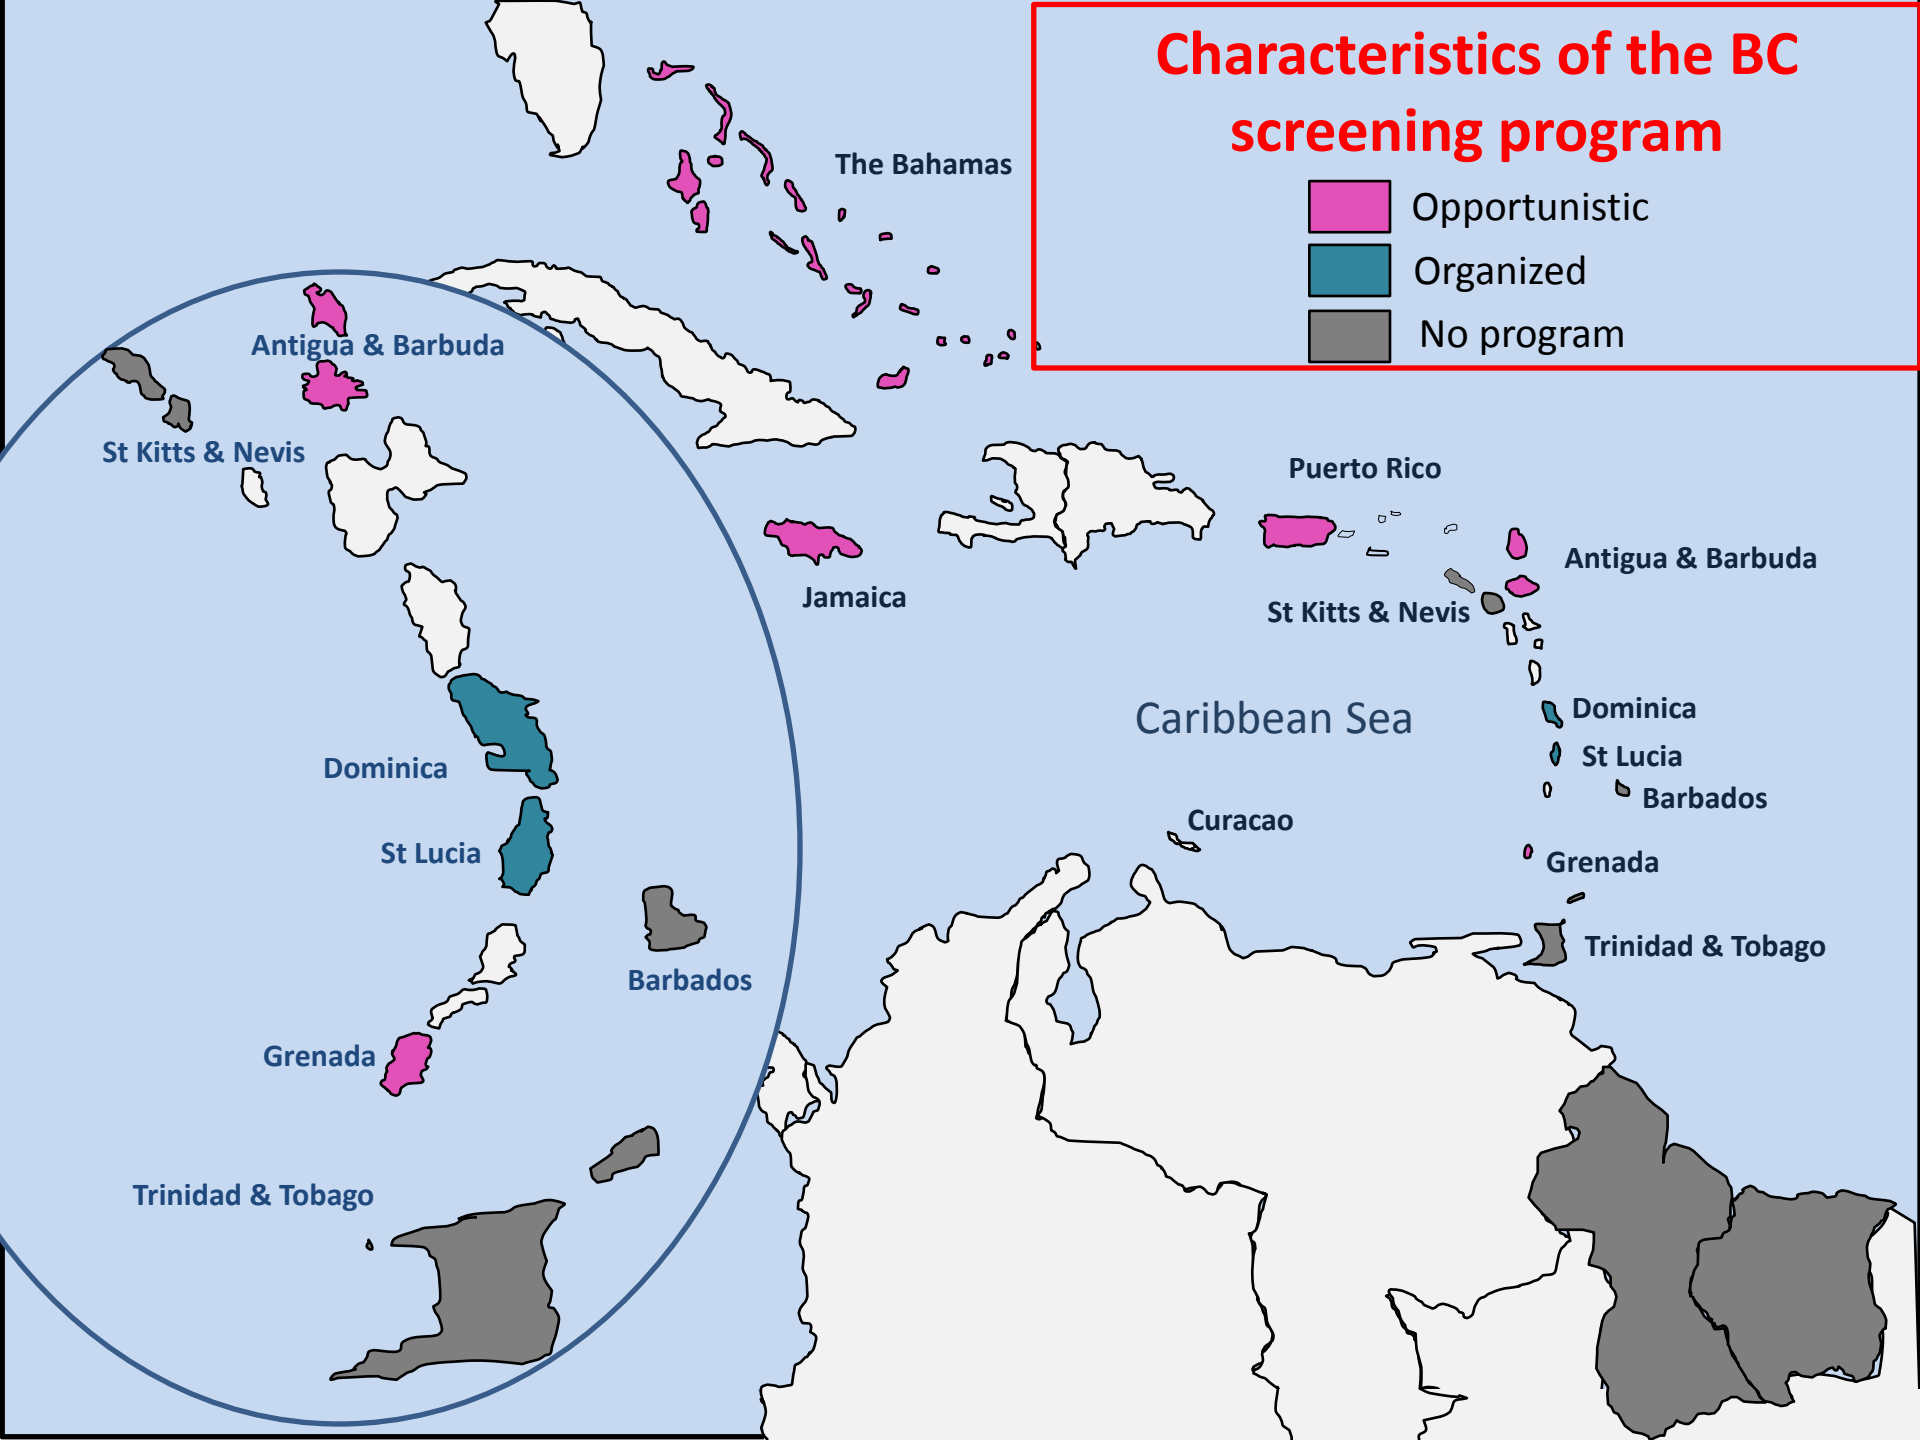 Characteristics of the BC
screening program
Opportunistic
Organized
No program
The Bahamas
Antigua & Barbuda
St Kitts & Nevis
Puerto Rico
Jamaica
Antigua & Barbuda
St Kitts & Nevis
Caribbean Sea
Dominica
St Lucia
Barbados
Curacao
Grenada
Trinidad & Tobago
Dominica
St Lucia
Barbados
Grenada
Trinidad & Tobago